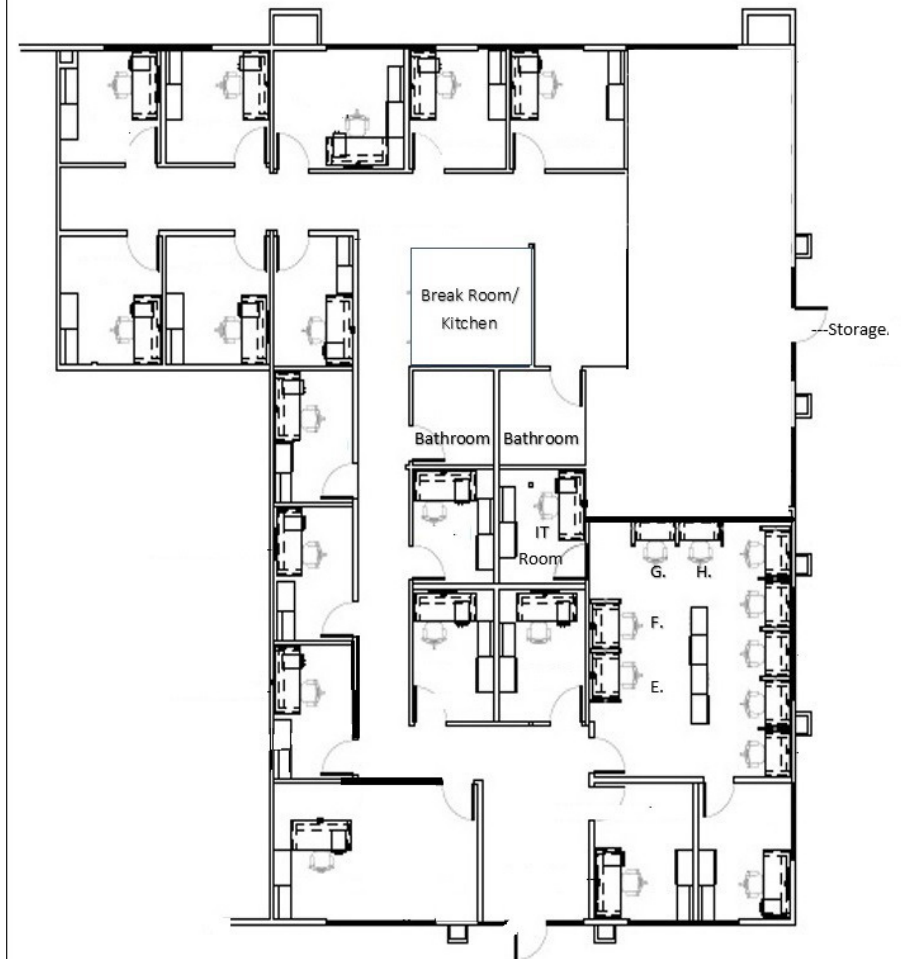 Break Room/
Kitchen
---Storage.
Bathroom
Bathroom
IT
Room
G.
H.
F.
E.